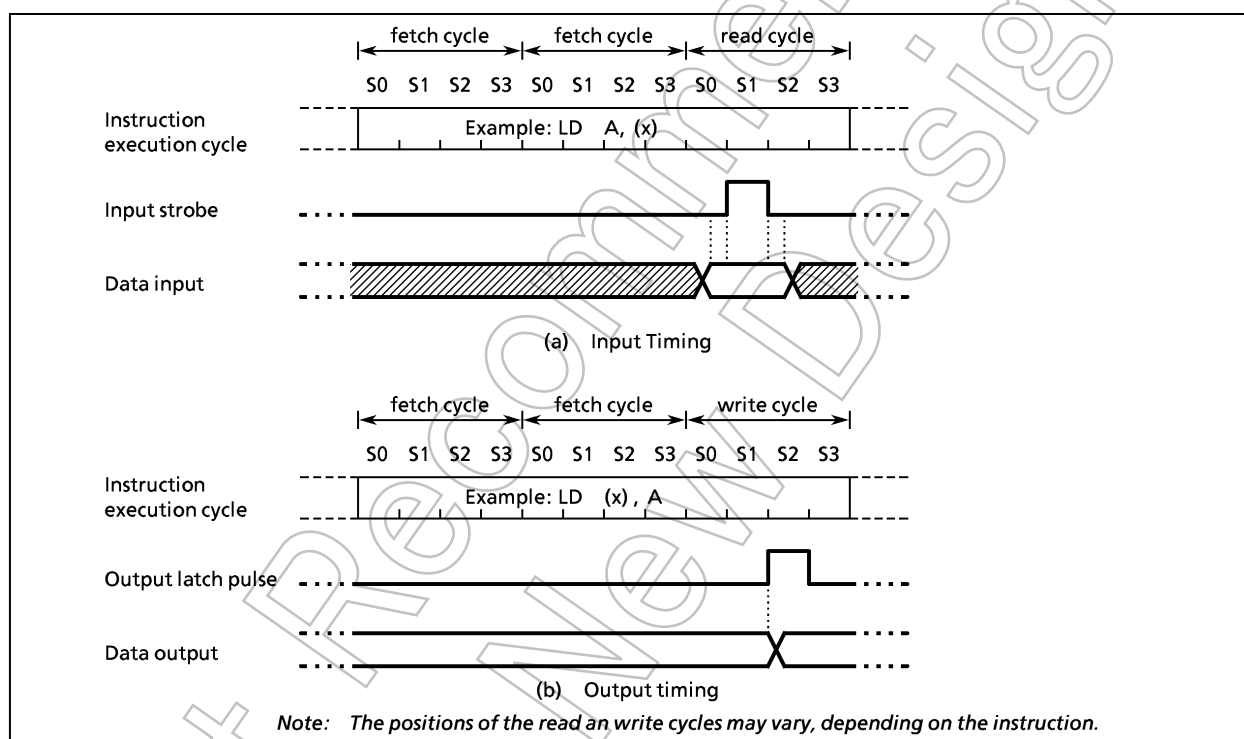 fetch cycle fetch cycle read cycle
S0 S1 S2 S3 S0 S1 S2 S3 S0 S1 S2 S3
Instruction
execution cycle
Example: LD A, (x)
Input strobe
Data input
(a) Input Timing
fetch cycle fetch cycle write cycle
S0 S1 S2 S3 S0 S1 S2 S3 S0 S1 S2 S3
Instruction
execution cycle
Example: LD (x) , A
Output latch pulse
Data output
(b) Output timing
Note: The positions of the read an write cycles may vary, depending on the instruction.
New Desig